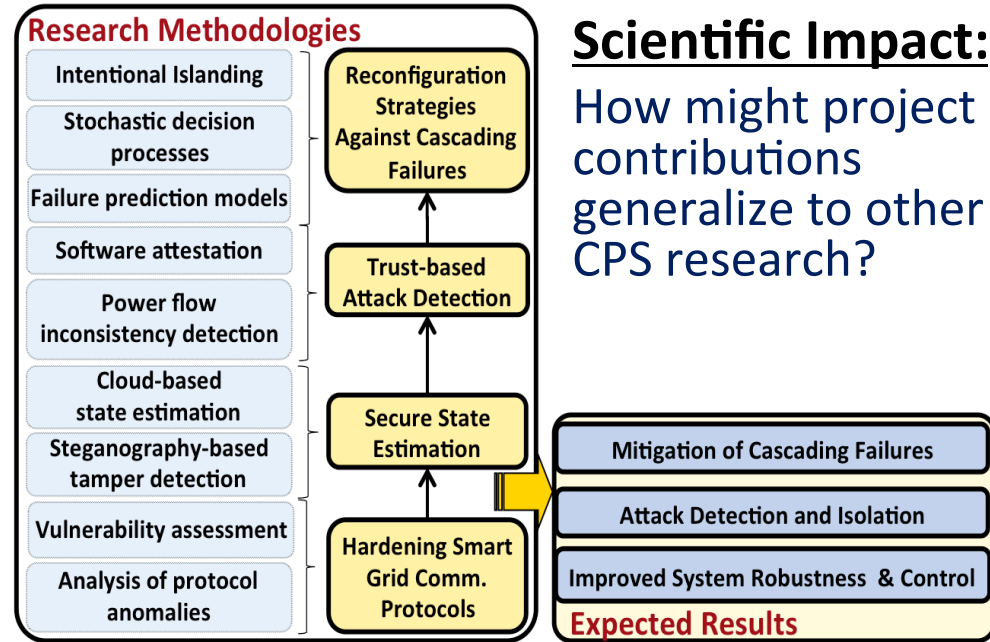 Research Methodologies
Intentional Islanding
Stochastic decision
processes
Failure prediction models
Software attestation
Power flow
inconsistency detection
Cloud-based
state estimation
Steganography-based
tamper detection
Vulnerability assessment
Analysis of protocol
anomalies
Reconfiguration
Strategies
Against Cascading
Failures
Trust-based
Attack Detection
Secure State
Estimation
Hardening Smart
Grid Comm.
Protocols
Scientific Impact:
How might project
contributions
generalize to other
CPS research?
Mitigation of Cascading Failures
Attack Detection and Isolation
Improved System Robustness & Control
Expected Results